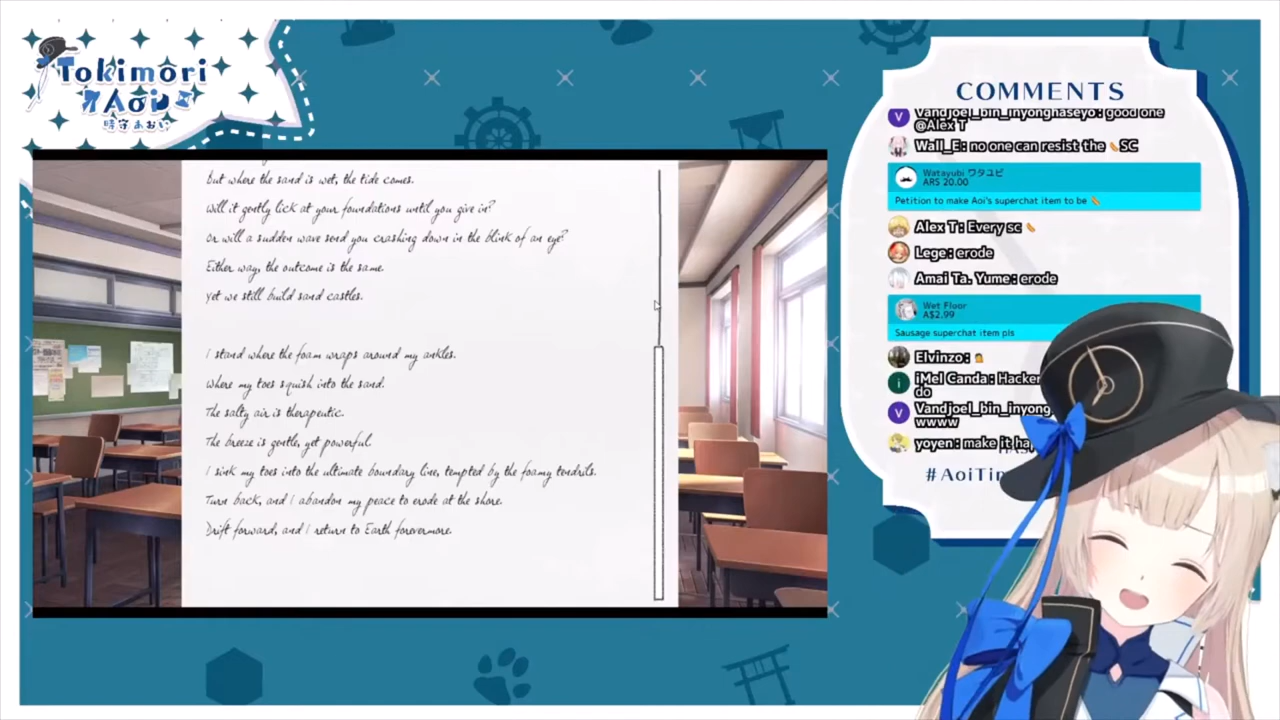 Tokimori
Aoi
時守あおい
But where the sand is wet, the tide comes.
Will it gently lick at your foundations until you give in?
Or will a sudden wave send you crashing down in the blink of an eye?
Either way, the outcome is the same.
Yet we still build sand castles.
I stand where the foam wraps around my ankles.
Where my toes squish into the sand.
The salty air is therapeutic.
The breeze is gentle, yet powerful.
I sink my toes into the ultimate boundary line, tempted by the foamy tendrils.
Turn back, and I abandon my peace to erode at the shore.
Drift forward, and I return to Earth forevermore.
COMMENTS
V
Vandjoel_bin_inyonghaseyo: good one
@Alex T
Wall_E: no one can resist the 🌭SC
Watayubi ワタユビ
ARS 20.00
Petition to make Aoi's superchat item to be 🌭
Alex T: Every sc 🌭
Lege: erode
Amai Ta. Yume: erode
Wet Floor
A$2.99
Sausage superchat item pls
Elvinzo:
i
iMel Canda: Hacker
do
V
Vandjoel_bin_inyong
wwww
yoyen: make it ha
#AoiTi